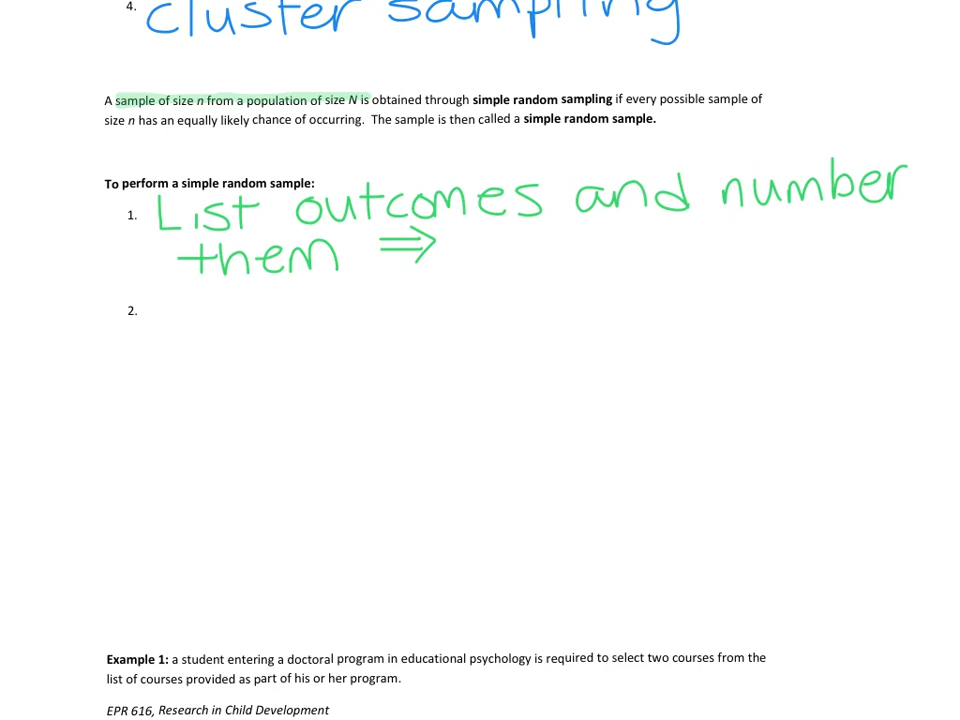 4. cluster sampling
A sample of size n from a population of size N is obtained through simple random sampling if every possible sample of
size n has an equally likely chance of occurring. The sample is then called a simple random sample.
To perform a simple random sample:
1. List outcomes and number
them ⇒
2.
Example 1: a student entering a doctoral program in educational psychology is required to select two courses from the
list of courses provided as part of his or her program.
EPR 616, Research in Child Development